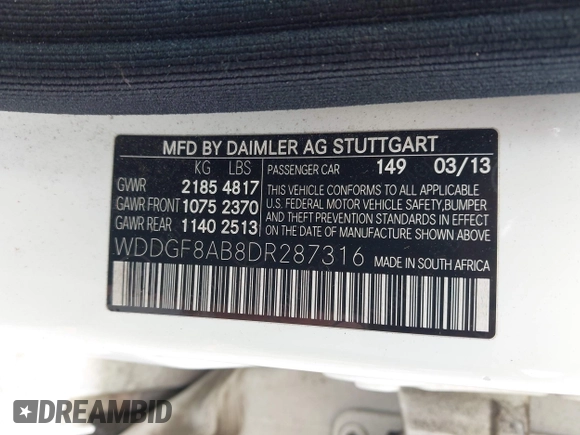 MFD BY DAIMLER AG STUTTGART
KG LBS PASSENGER CAR 149 03/13
GVWR 2185 4817 THIS VEHICLE CONFORMS TO ALL APPLICABLE
GAWR FRONT 1075 2370 U.S. FEDERAL MOTOR VEHICLE SAFETY, BUMPER
GAWR REAR 1140 2513 AND THEFT PREVENTION STANDARDS IN EFFECT
ON THE DATE OF MANUFACTURE SHOWN ABOVE.
WDDGF8AB8DR287316 MADE IN SOUTH AFRICA
DREAMBID